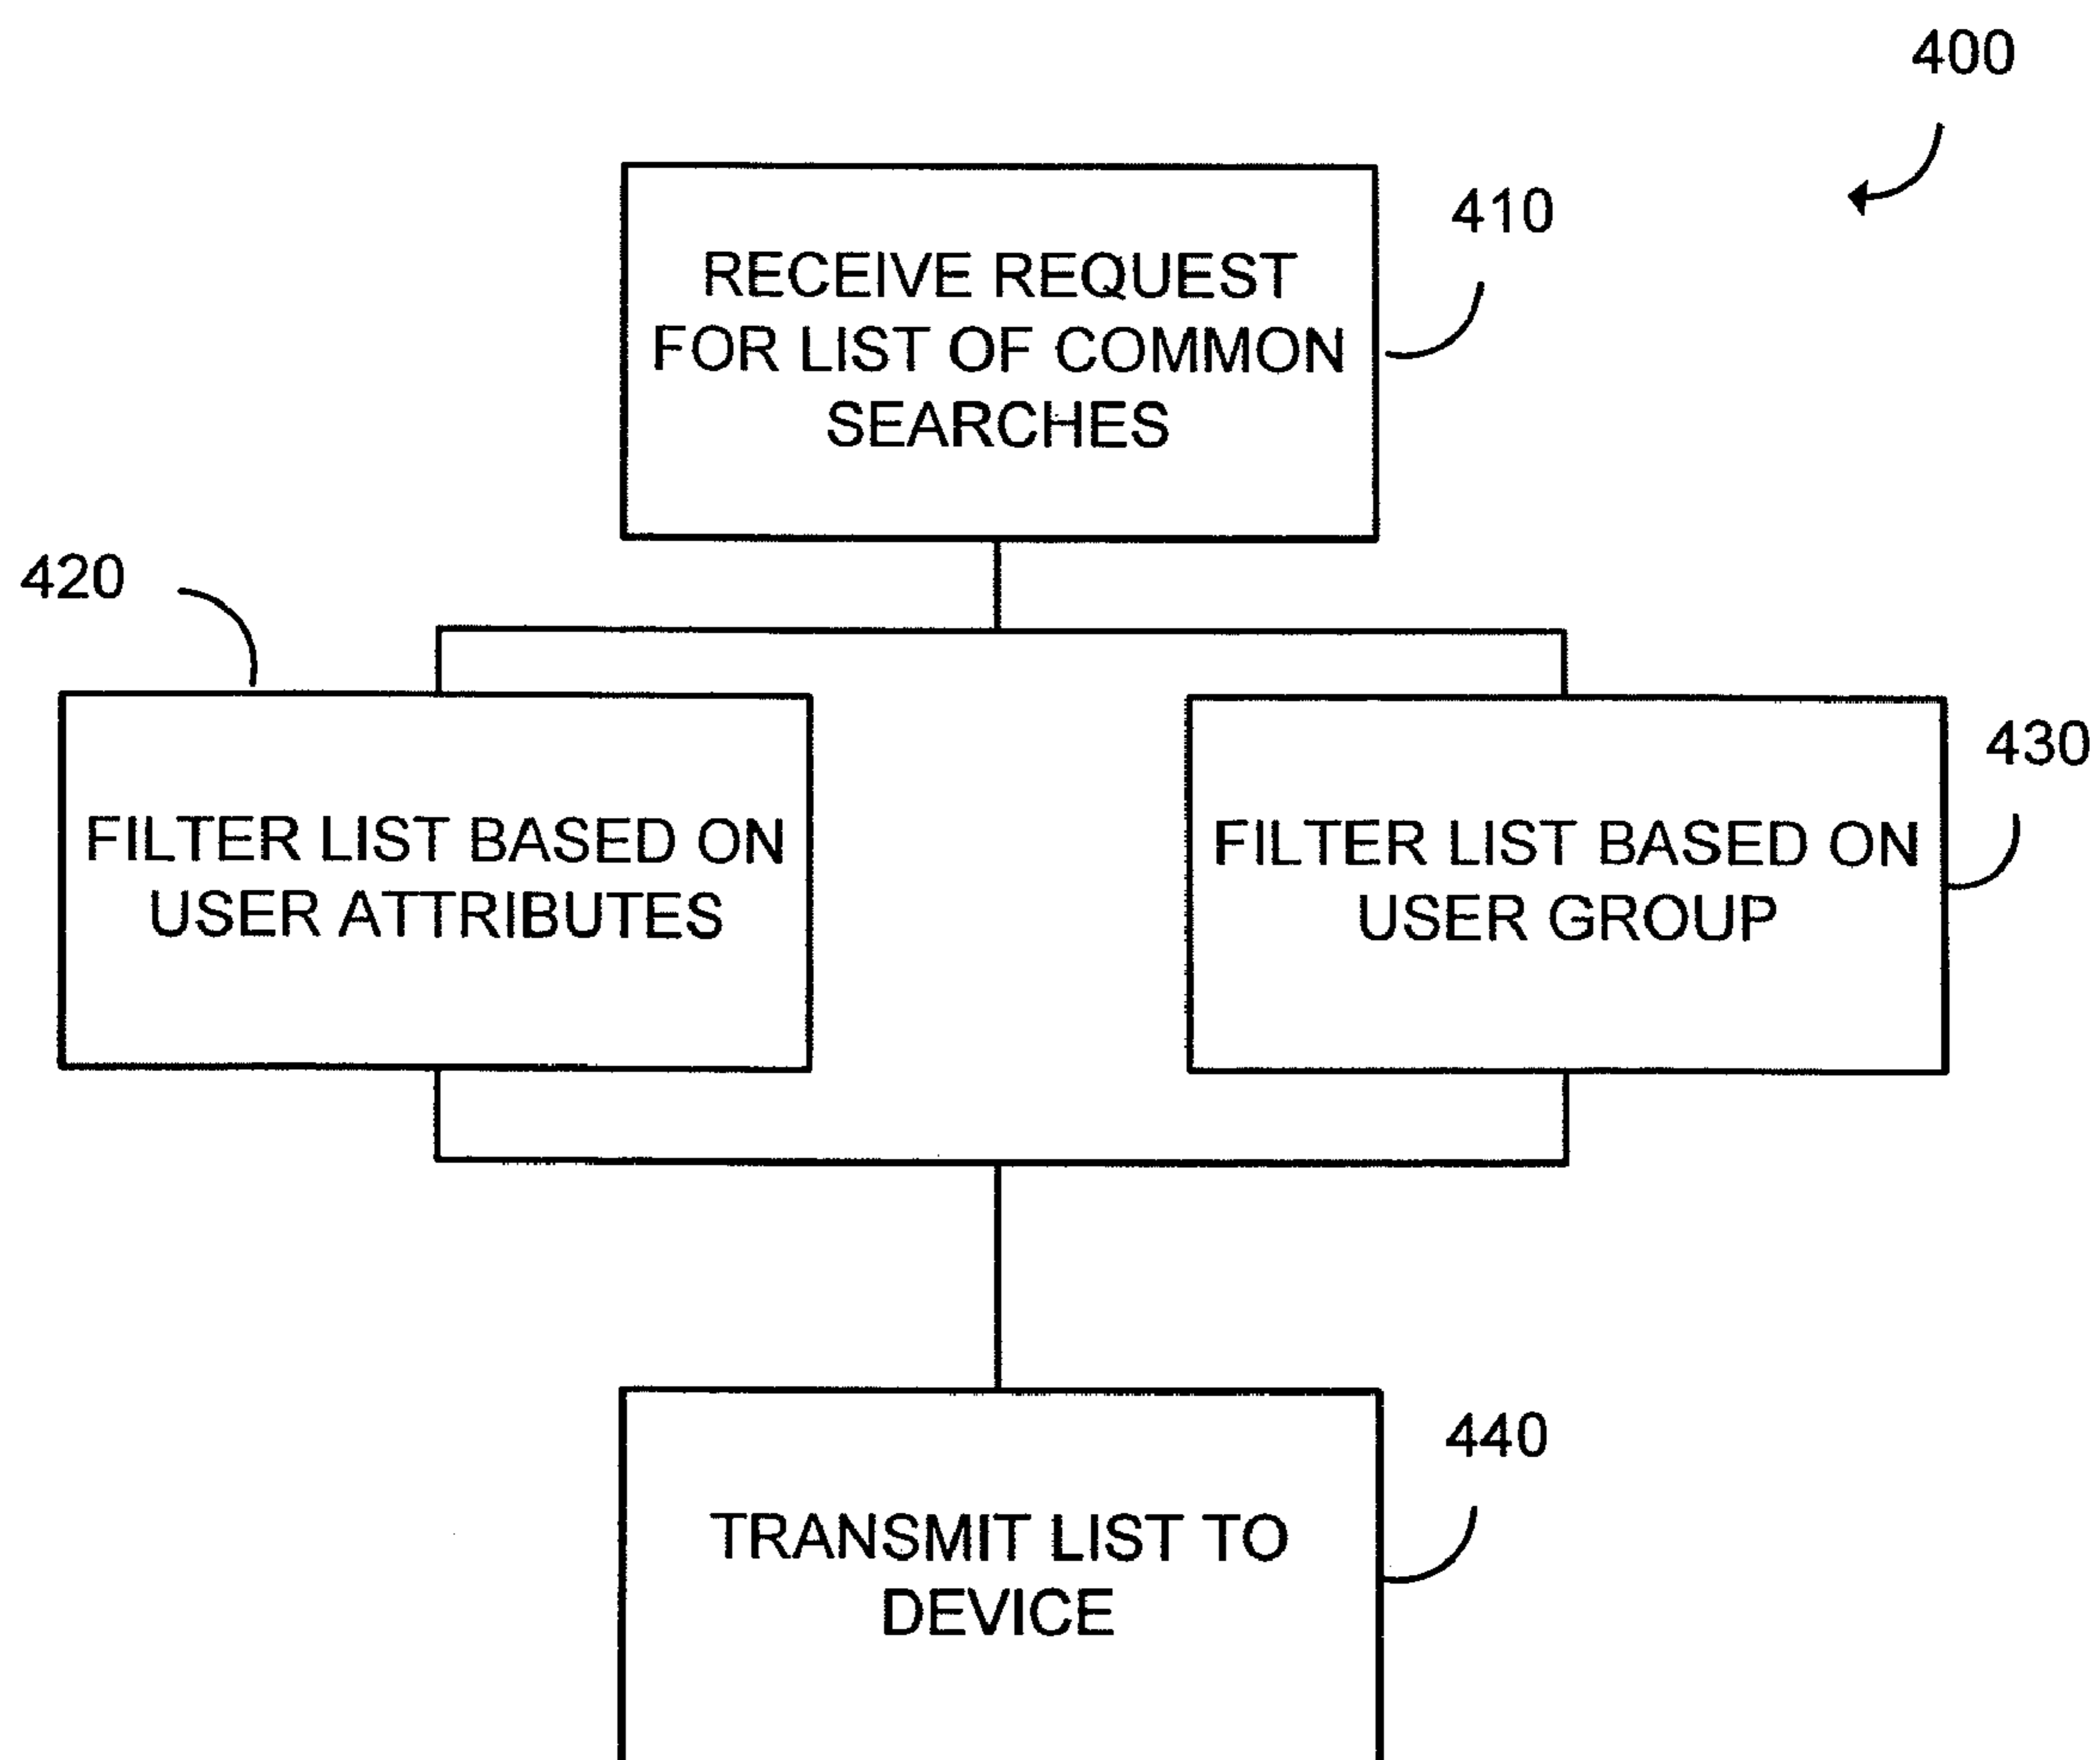 400
410
RECEIVE REQUEST
FOR LIST OF COMMON
SEARCHES
420
430
FILTER LIST BASED ON
USER ATTRIBUTES
FILTER LIST BASED ON
USER GROUP
440
TRANSMIT LIST TO
DEVICE